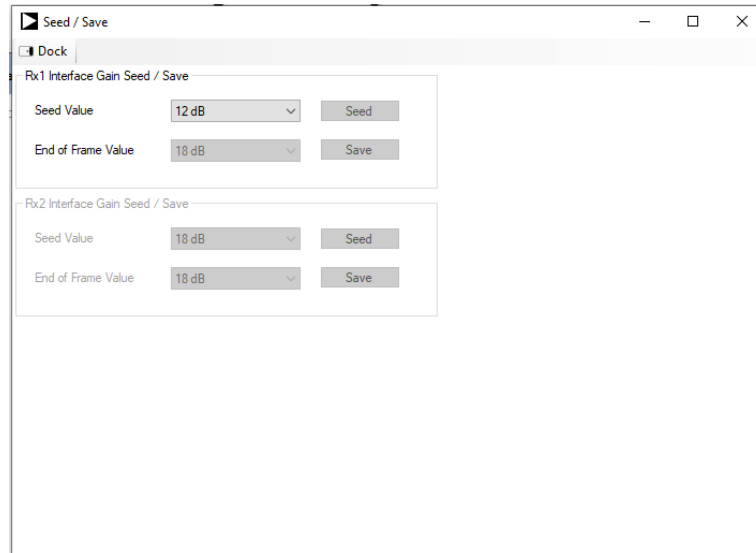 Seed / Save
Dock
Rx1 Interface Gain Seed / Save
Seed Value 12 dB Seed
End of Frame Value 18 dB Save
Rx2 Interface Gain Seed / Save
Seed Value 18 dB Seed
End of Frame Value 18 dB Save